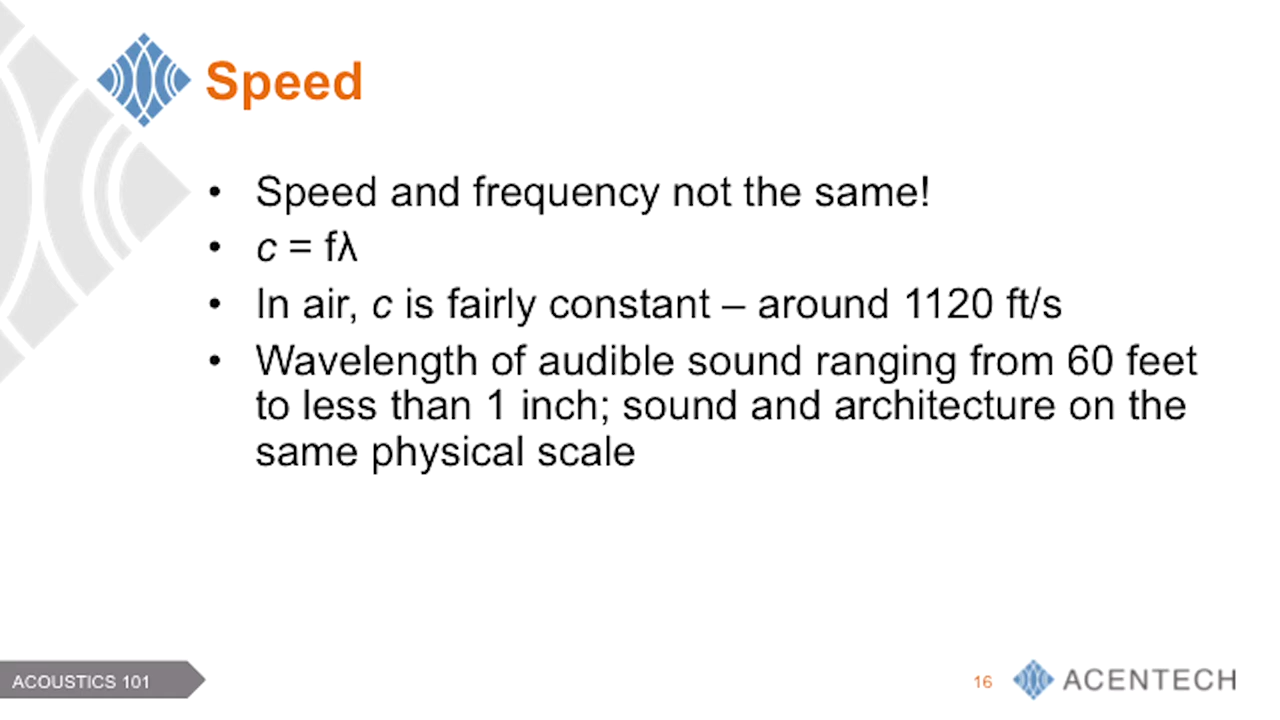 Speed
• Speed and frequency not the same!
• c = fλ
• In air, c is fairly constant – around 1120 ft/s
• Wavelength of audible sound ranging from 60 feet
to less than 1 inch; sound and architecture on the
same physical scale
ACOUSTICS 101
16
ACENTECH